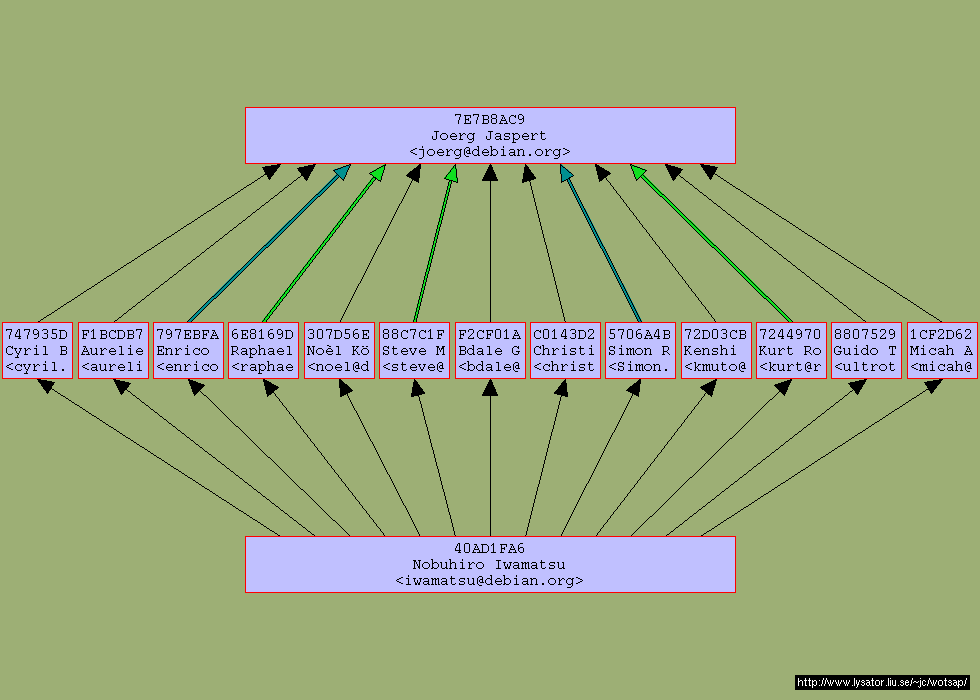 7E7B8AC9
Joerg Jaspert
<joerg@debian.org>
747935D F1BCDB7 797EBFA 6E8169D 307D56E 88C7C1F F2CF01A C0143D2 5706A4B 72D03CB 7244970 8807529 1CF2D62
Cyril B Aurelie Enrico Raphael Noèl Kö Steve M Bdale G Christi Simon R Kenshi Kurt Ro Guido T Micah A
<cyril. <aureli <enrico <raphae <noel@d <steve@ <bdale@ <christ <Simon. <kmuto@ <kurt@r <ultrot <micah@
40AD1FA6
Nobuhiro Iwamatsu
<iwamatsu@debian.org>
http://www.lysator.liu.se/~jc/wotsap/